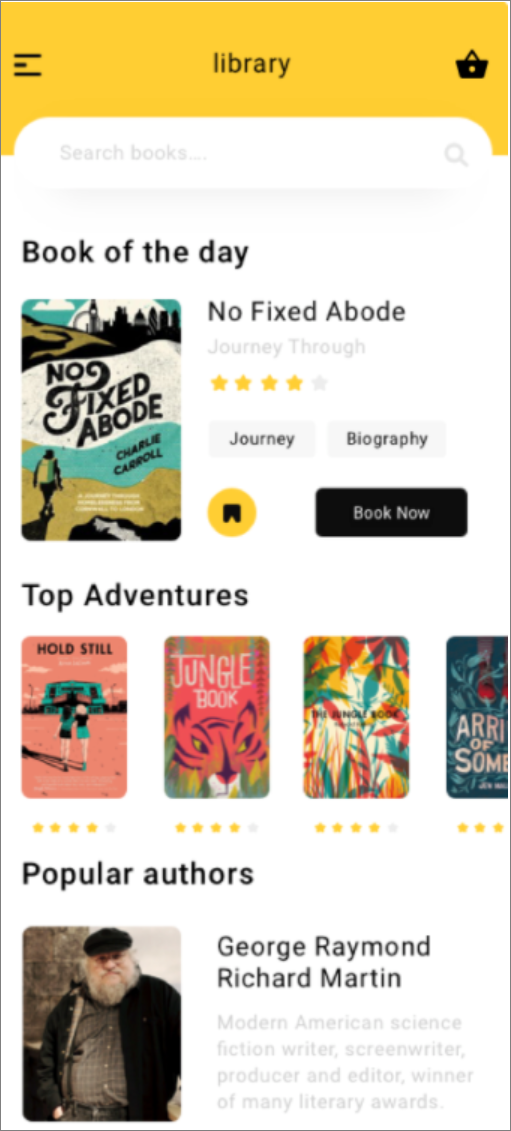 library
Search books....
Book of the day
No Fixed Abode
Journey Through
NO
FIXED
ABODE
CHARLIE
CARROLL
A JOURNEY THROUGH
HOMELESSNESS FROM
CORNWALL TO LONDON
Journey
Biography
Book Now
Top Adventures
HOLD STILL
JUNGLE
BOOK
THE JUNGLE BOOK
ARRI
OF
SOME
Popular authors
George Raymond
Richard Martin
Modern American science
fiction writer, screenwriter,
producer and editor, winner
of many literary awards.